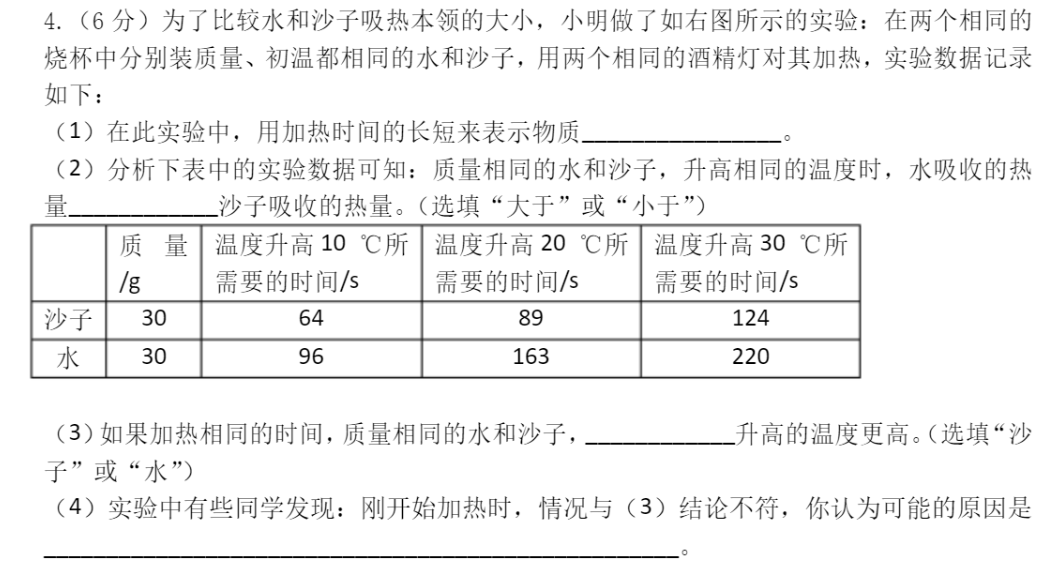 4.（6分）为了比较水和沙子吸热本领的大小，小明做了如右图所示的实验：在两个相同的
烧杯中分别装质量、初温都相同的水和沙子，用两个相同的酒精灯对其加热，实验数据记录
如下：
（1）在此实验中，用加热时间的长短来表示物质________________。
（2）分析下表中的实验数据可知：质量相同的水和沙子，升高相同的温度时，水吸收的热
量____________沙子吸收的热量。（选填“大于”或“小于”）
质 量 温度升高 10 ℃所 温度升高 20 ℃所 温度升高 30 ℃所
/g 需要的时间/s 需要的时间/s 需要的时间/s
沙子 30 64 89 124
水 30 96 163 220
（3）如果加热相同的时间，质量相同的水和沙子，____________升高的温度更高。（选填“沙
子”或“水”）
（4）实验中有些同学发现：刚开始加热时，情况与（3）结论不符，你认为可能的原因是
____________________________________________________。